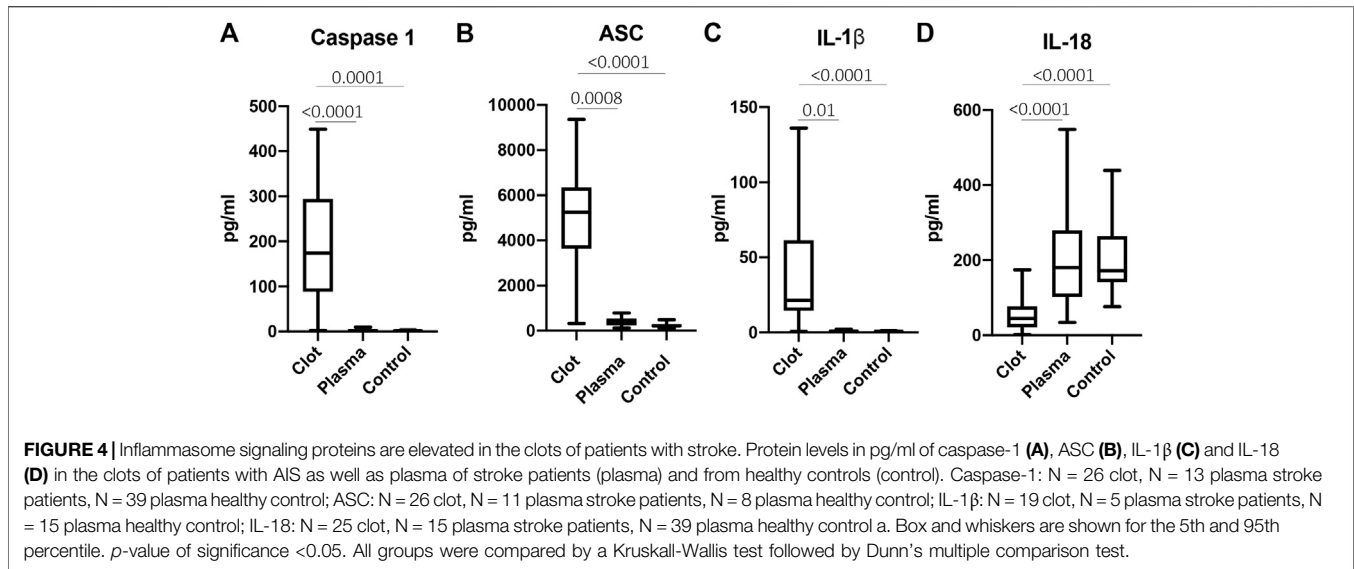 A
Caspase 1
0.0001
<0.0001
500
400
300
200
100
0
pg/ml
Clot
Plasma
Control
B
ASC
<0.0001
0.0008
10000
8000
6000
4000
2000
0
pg/ml
Clot
Plasma
Control
C
IL-1β
<0.0001
0.01
150
100
50
0
pg/ml
Clot
Plasma
Control
D
IL-18
<0.0001
<0.0001
600
400
200
0
pg/ml
Clot
Plasma
Control
FIGURE 4 | Inflammasome signaling proteins are elevated in the clots of patients with stroke. Protein levels in pg/ml of caspase-1 (A), ASC (B), IL-1β (C) and IL-18
(D) in the clots of patients with AIS as well as plasma of stroke patients (plasma) and from healthy controls (control). Caspase-1: N = 26 clot, N = 13 plasma stroke
patients, N = 39 plasma healthy control; ASC: N = 26 clot, N = 11 plasma stroke patients, N = 8 plasma healthy control; IL-1β: N = 19 clot, N = 5 plasma stroke patients, N
= 15 plasma healthy control; IL-18: N = 25 clot, N = 15 plasma stroke patients, N = 39 plasma healthy control a. Box and whiskers are shown for the 5th and 95th
percentile. p-value of significance <0.05. All groups were compared by a Kruskall-Wallis test followed by Dunn's multiple comparison test.